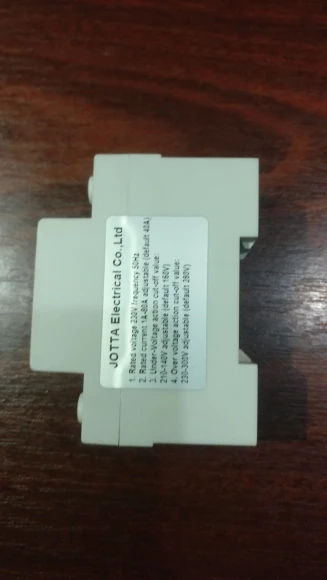 JOTTA Electrical Co.,Ltd
1. Rated voltage 230V frequency 50Hz
2. Rated current 1A-80A adjustable (default 40A)
3. Under-Voltage action cut-off value:
210-140V adjustable (default 160V)
4. Over voltage action cut-off value:
230-300V adjustable (default 280V)